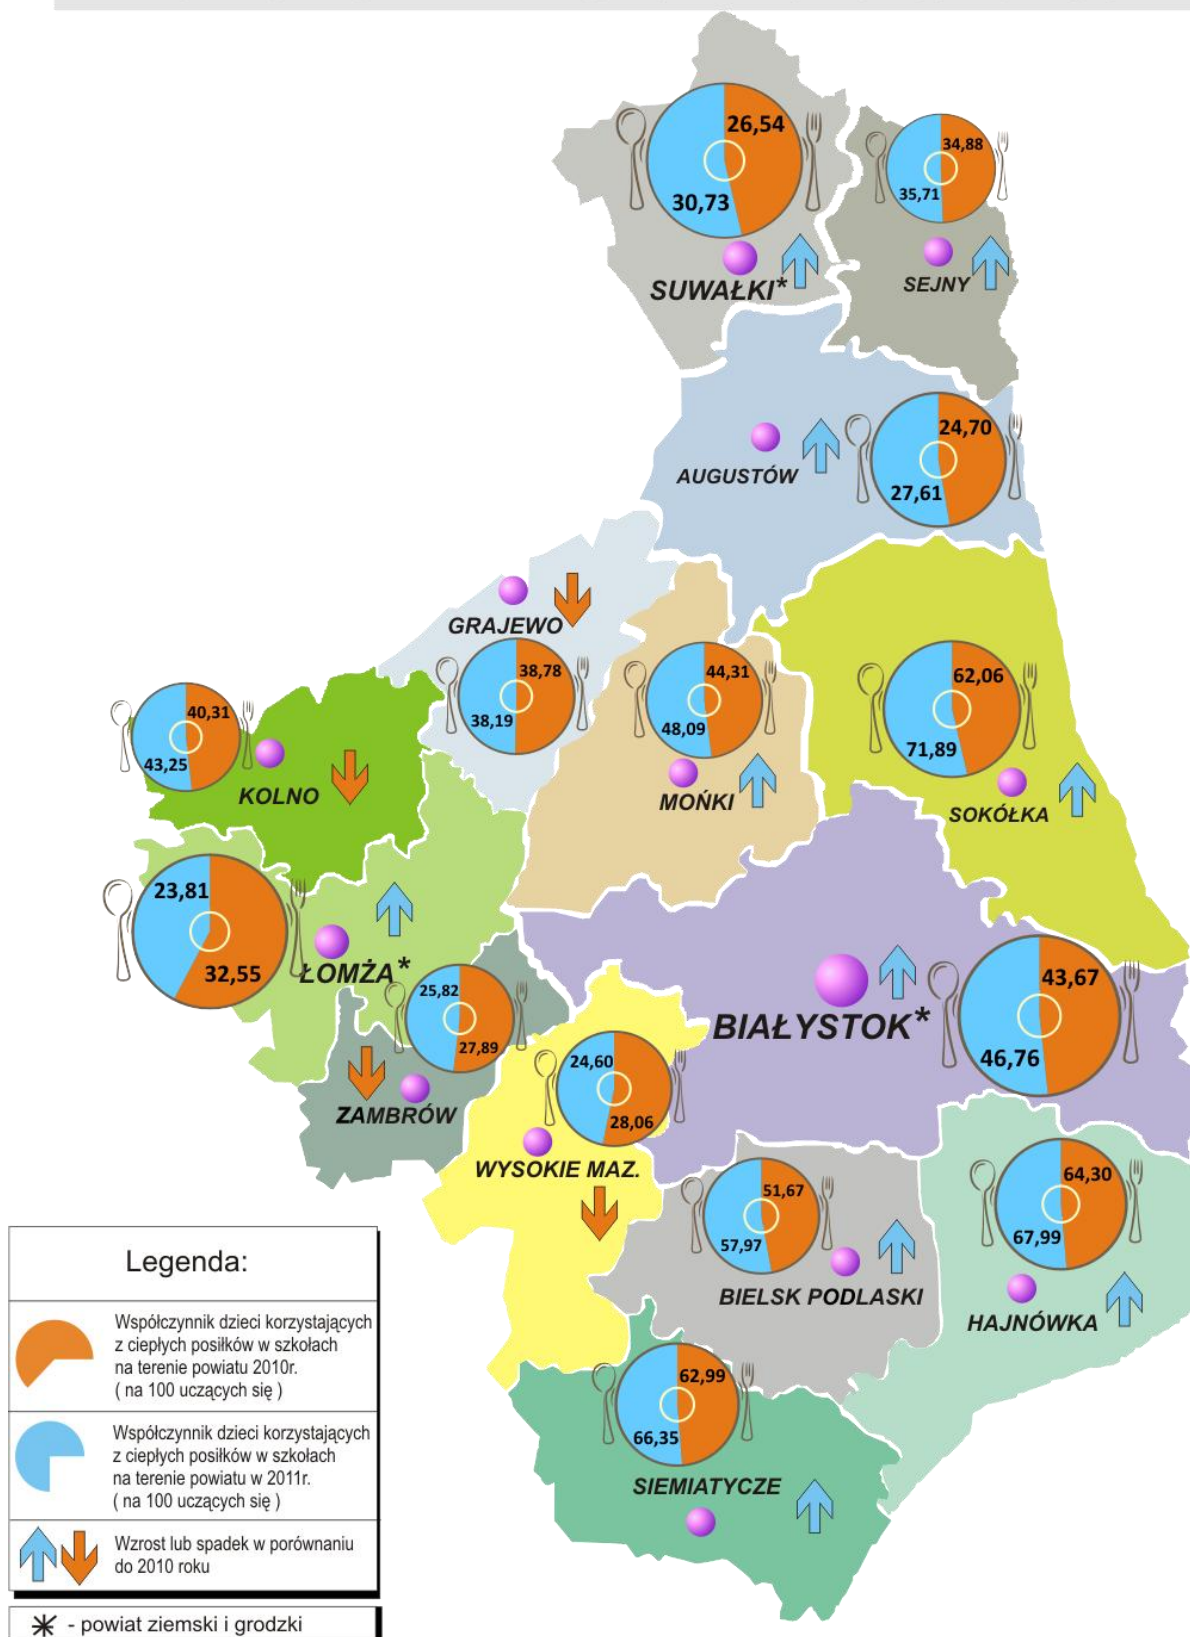 26,54
30,73
SUWAŁKI*
34,88
35,71
SEJNY
24,70
27,61
AUGUSTÓW
GRAJEWO
38,78
38,19
44,31
48,09
MOŃKI
62,06
71,89
SOKÓŁKA
40,31
43,25
KOLNO
23,81
32,55
ŁOMŻA*
25,82
27,89
ZAMBRÓW
43,67
46,76
BIAŁYSTOK*
24,60
28,06
WYSOKIE MAZ.
51,67
57,97
BIELSK PODLASKI
64,30
67,99
HAJNÓWKA
62,99
66,35
SIEMIATYCZE
Legenda:
Współczynnik dzieci korzystających
z ciepłych posiłków w szkołach
na terenie powiatu 2010r.
( na 100 uczących się )
Współczynnik dzieci korzystających
z ciepłych posiłków w szkołach
na terenie powiatu w 2011r.
( na 100 uczących się )
Wzrost lub spadek w porównaniu
do 2010 roku
* - powiat ziemski i grodzki